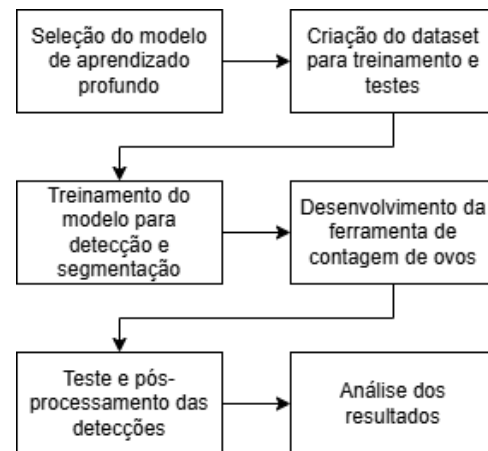 Seleção do modelo
de aprendizado
profundo
Criação do dataset
para treinamento e
testes
Treinamento do
modelo para
detecção e
segmentação
Desenvolvimento da
ferramenta de
contagem de ovos
Teste e pós-
processamento das
detecções
Análise dos
resultados